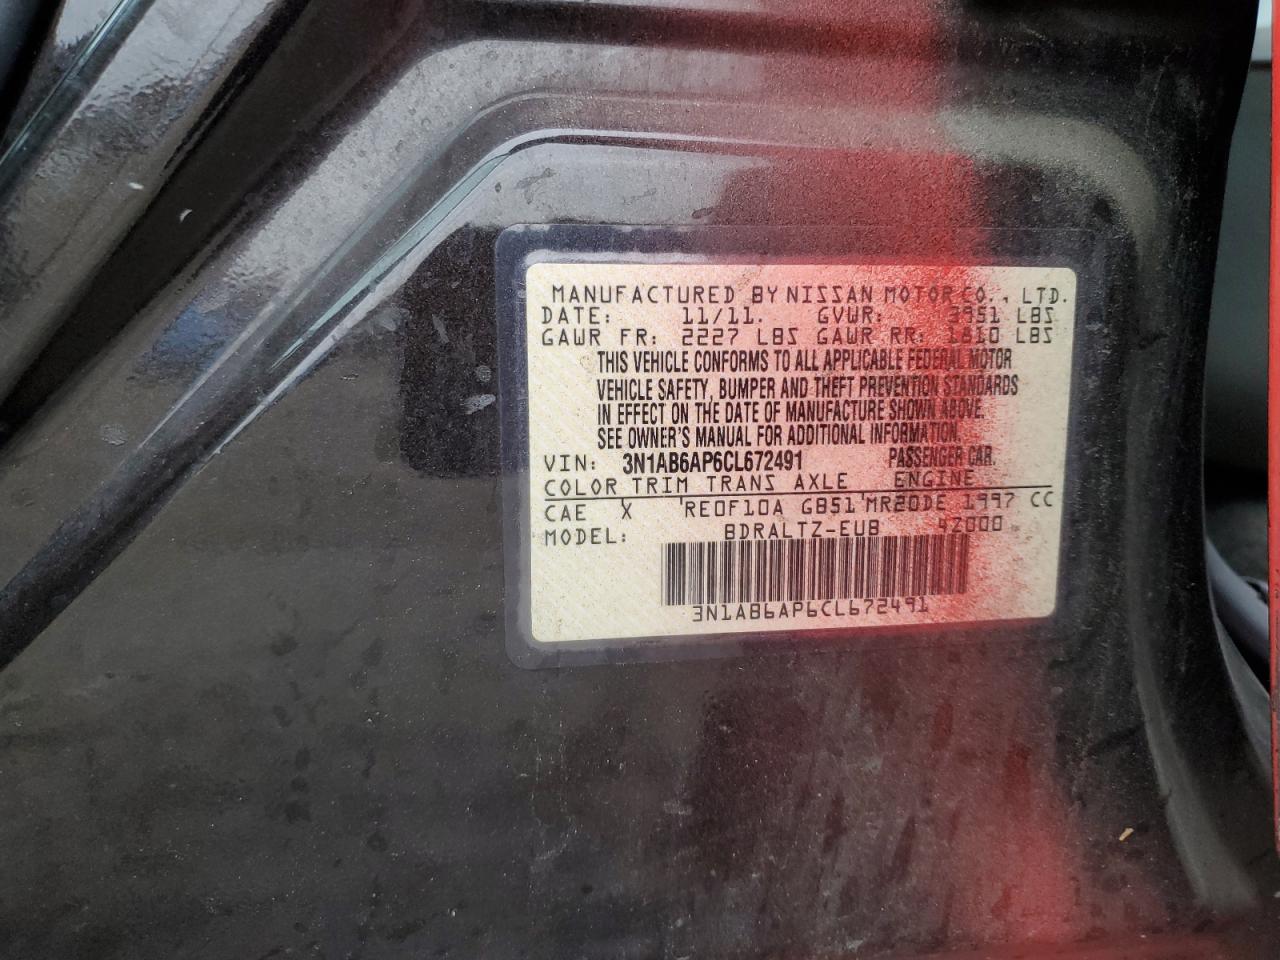 MANUFACTURED BY NISSAN MOTOR CO., LTD.
DATE: 11/11. GVWR: 3951 LBS
GAWR FR: 2227 LBS GAWR RR: 1810 LBS
THIS VEHICLE CONFORMS TO ALL APPLICABLE FEDERAL MOTOR
VEHICLE SAFETY, BUMPER AND THEFT PREVENTION STANDARDS
IN EFFECT ON THE DATE OF MANUFACTURE SHOWN ABOVE.
SEE OWNER'S MANUAL FOR ADDITIONAL INFORMATION.
VIN: 3N1AB6AP6CL672491 PASSENGER CAR.
COLOR TRIM TRANS AXLE ENGINE
CAE X RE0F10A GB51 MR20DE 1997 CC
MODEL: BDRALTZ-EUB 42000
3N1AB6AP6CL672491